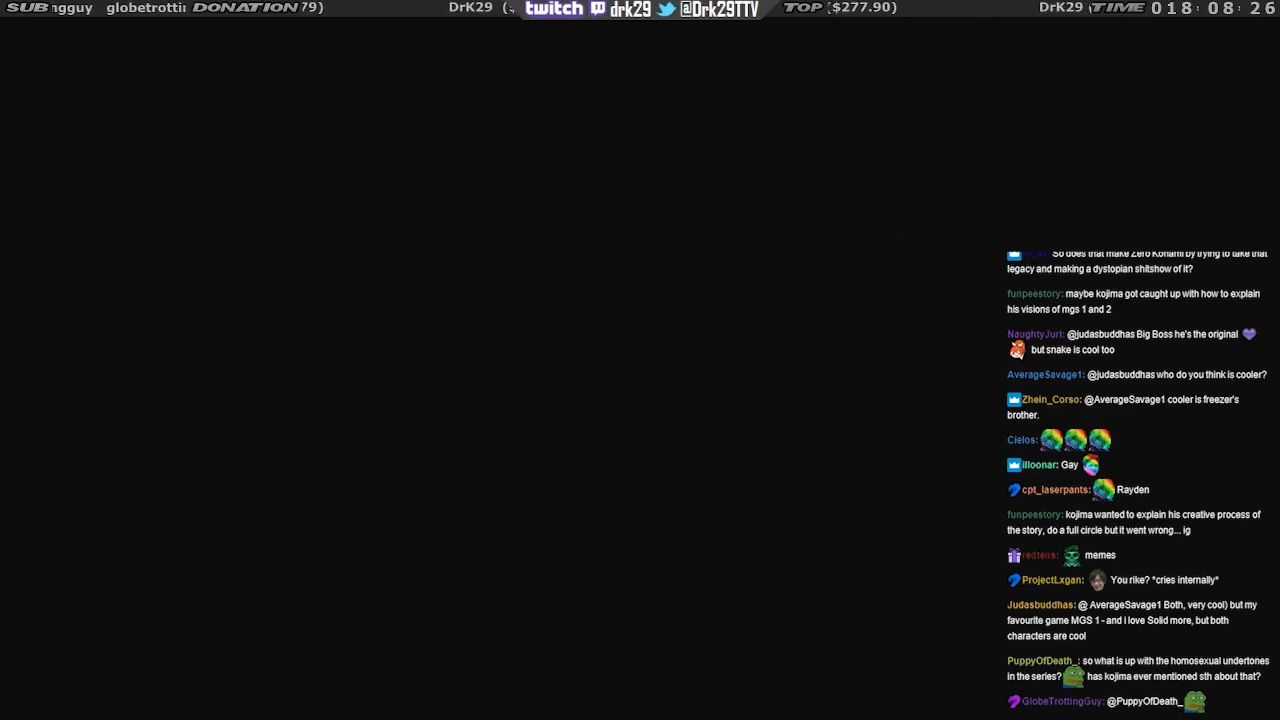 SUB ngguy globetrottii DONATION 79) DrK29 (. twitch drk29 @Drk29TTV TOP [$277.90) DrK29 ( TIME 018:08:26
So does that make Zero Konami by trying to take that
legacy and making a dystopian shitshow of it?
funpeestory: maybe kojima got caught up with how to explain
his visions of mgs 1 and 2
NaughtyJuri: @judasbuddhas Big Boss he's the original
but snake is cool too
AverageSavage1: @judasbuddhas who do you think is cooler?
Zhein_Corso: @AverageSavage1 cooler is freezer's
brother.
Cielos:
illoonar: Gay
cpt_laserpants: Rayden
funpeestory: kojima wanted to explain his creative process of
the story, do a full circle but it went wrong... ig
redtens: memes
ProjectLxgan: You rike? *cries internally*
Judasbuddhas: @ AverageSavage1 Both, very cool) but my
favourite game MGS 1 - and i love Solid more, but both
characters are cool
PuppyOfDeath_: so what is up with the homosexual undertones
in the series? has kojima ever mentioned sth about that?
GlobeTrottingGuy: @PuppyOfDeath_